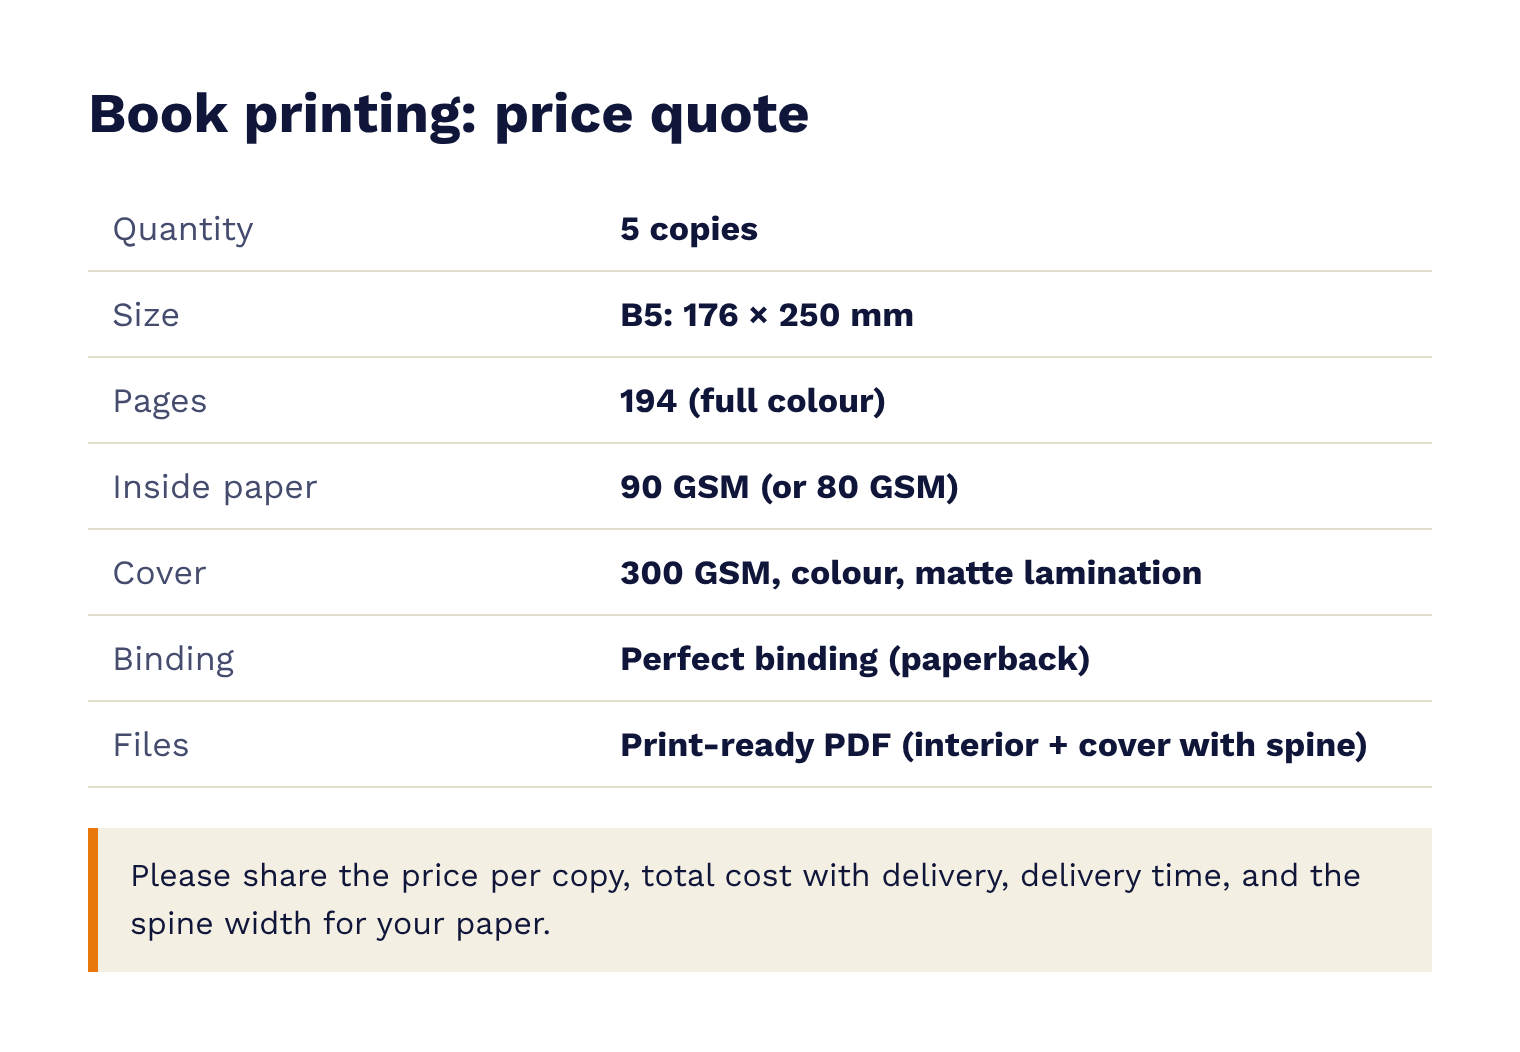 Book printing: price quote
Quantity 5 copies
Size B5: 176 × 250 mm
Pages 194 (full colour)
Inside paper 90 GSM (or 80 GSM)
Cover 300 GSM, colour, matte lamination
Binding Perfect binding (paperback)
Files Print-ready PDF (interior + cover with spine)
Please share the price per copy, total cost with delivery, delivery time, and the
spine width for your paper.